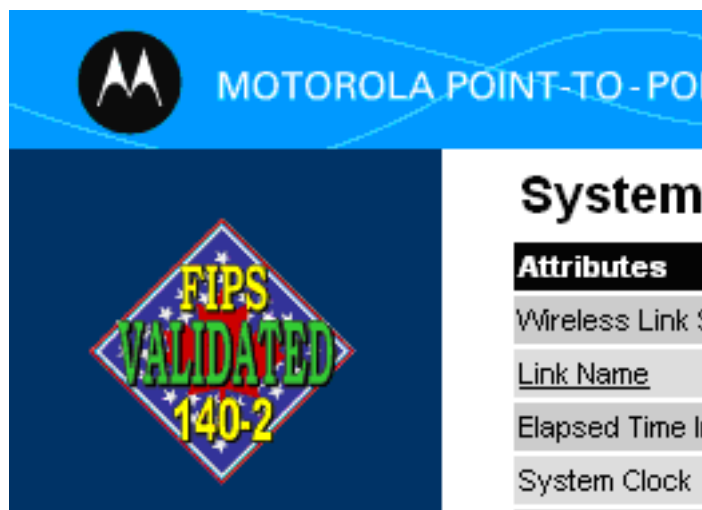 MOTOROLA POINT-TO-PO
System
Attributes
Wireless Link
Link Name
Elapsed Time
System Clock
FIPS
VALIDATED
140-2